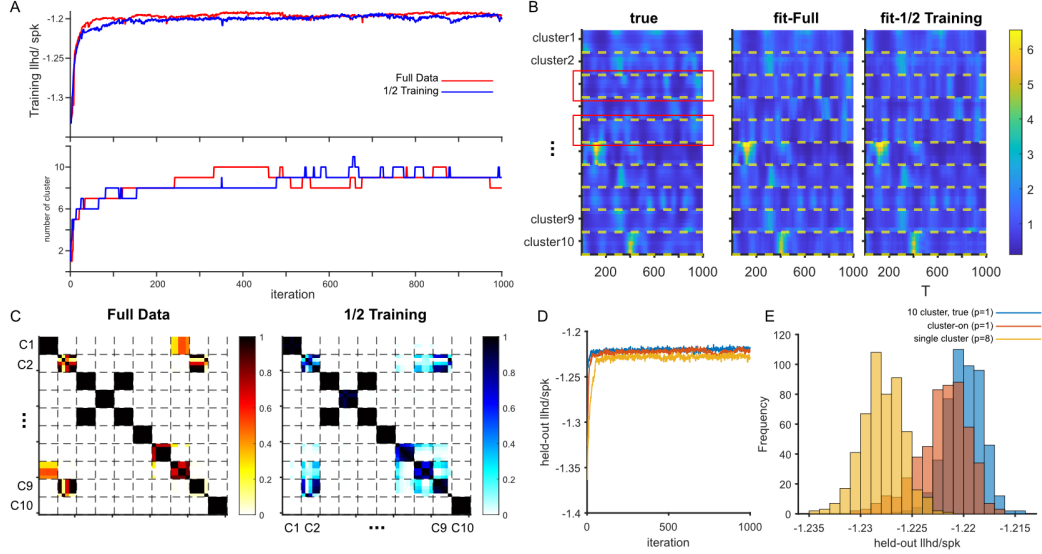 A
Training llhd/ spk
-1.2
-1.3
Full Data
1/2 Training
number of cluster
10
6
2
0
200
400
600
800
1000
iteration
B
true
fit-Full
fit-1/2 Training
cluster1
cluster2
...
cluster9
cluster10
200 600 1000
200 600 1000
200 600 1000
T
6
5
4
3
2
1
C
Full Data
1/2 Training
C1
C2
...
C9
C10
1
0.8
0.6
0.4
0.2
0
1
0.8
0.6
0.4
0.2
0
C1 C2 ... C9 C10
D
held-out llhd/spk
-1.2
-1.25
-1.3
-1.35
-1.4
0 500 1000
iteration
E
10 cluster, true (p=1)
cluster-on (p=1)
single cluster (p=8)
Frequency
120
100
80
60
40
20
0
-1.235 -1.23 -1.225 -1.22 -1.215
held-out llhd/spk